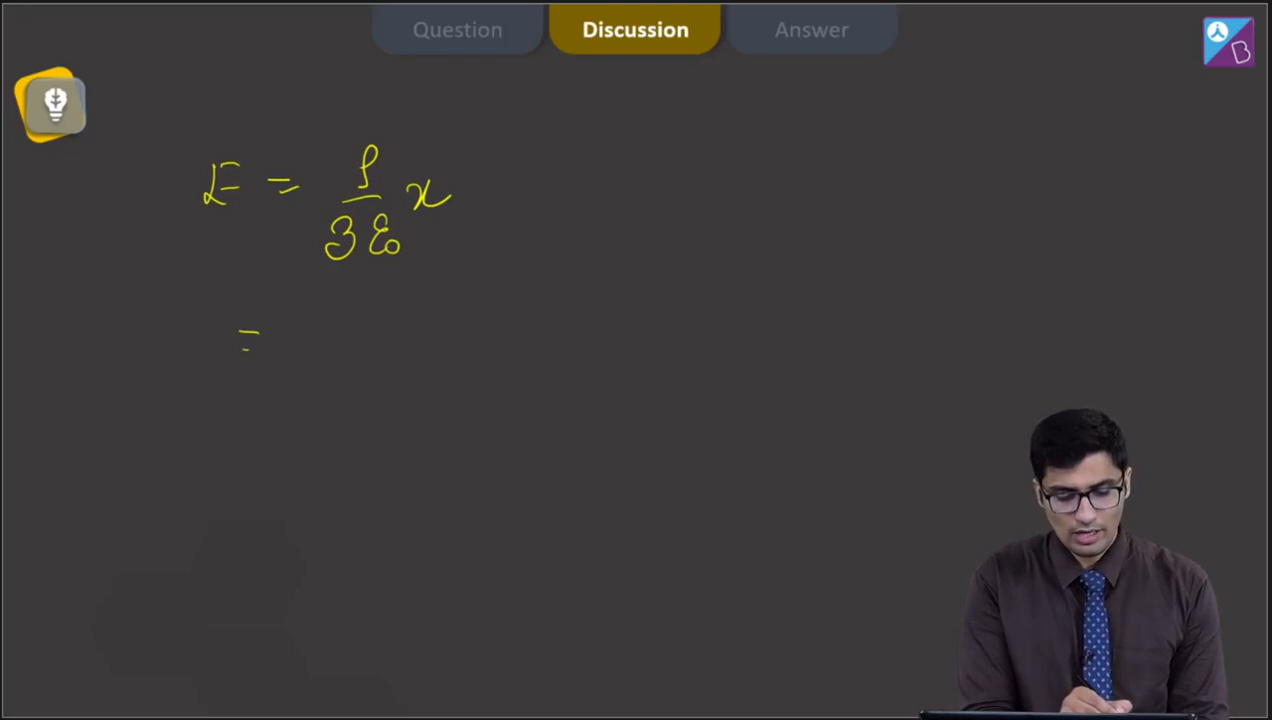 Question Discussion Answer
E = ρ/3ε₀ x
=